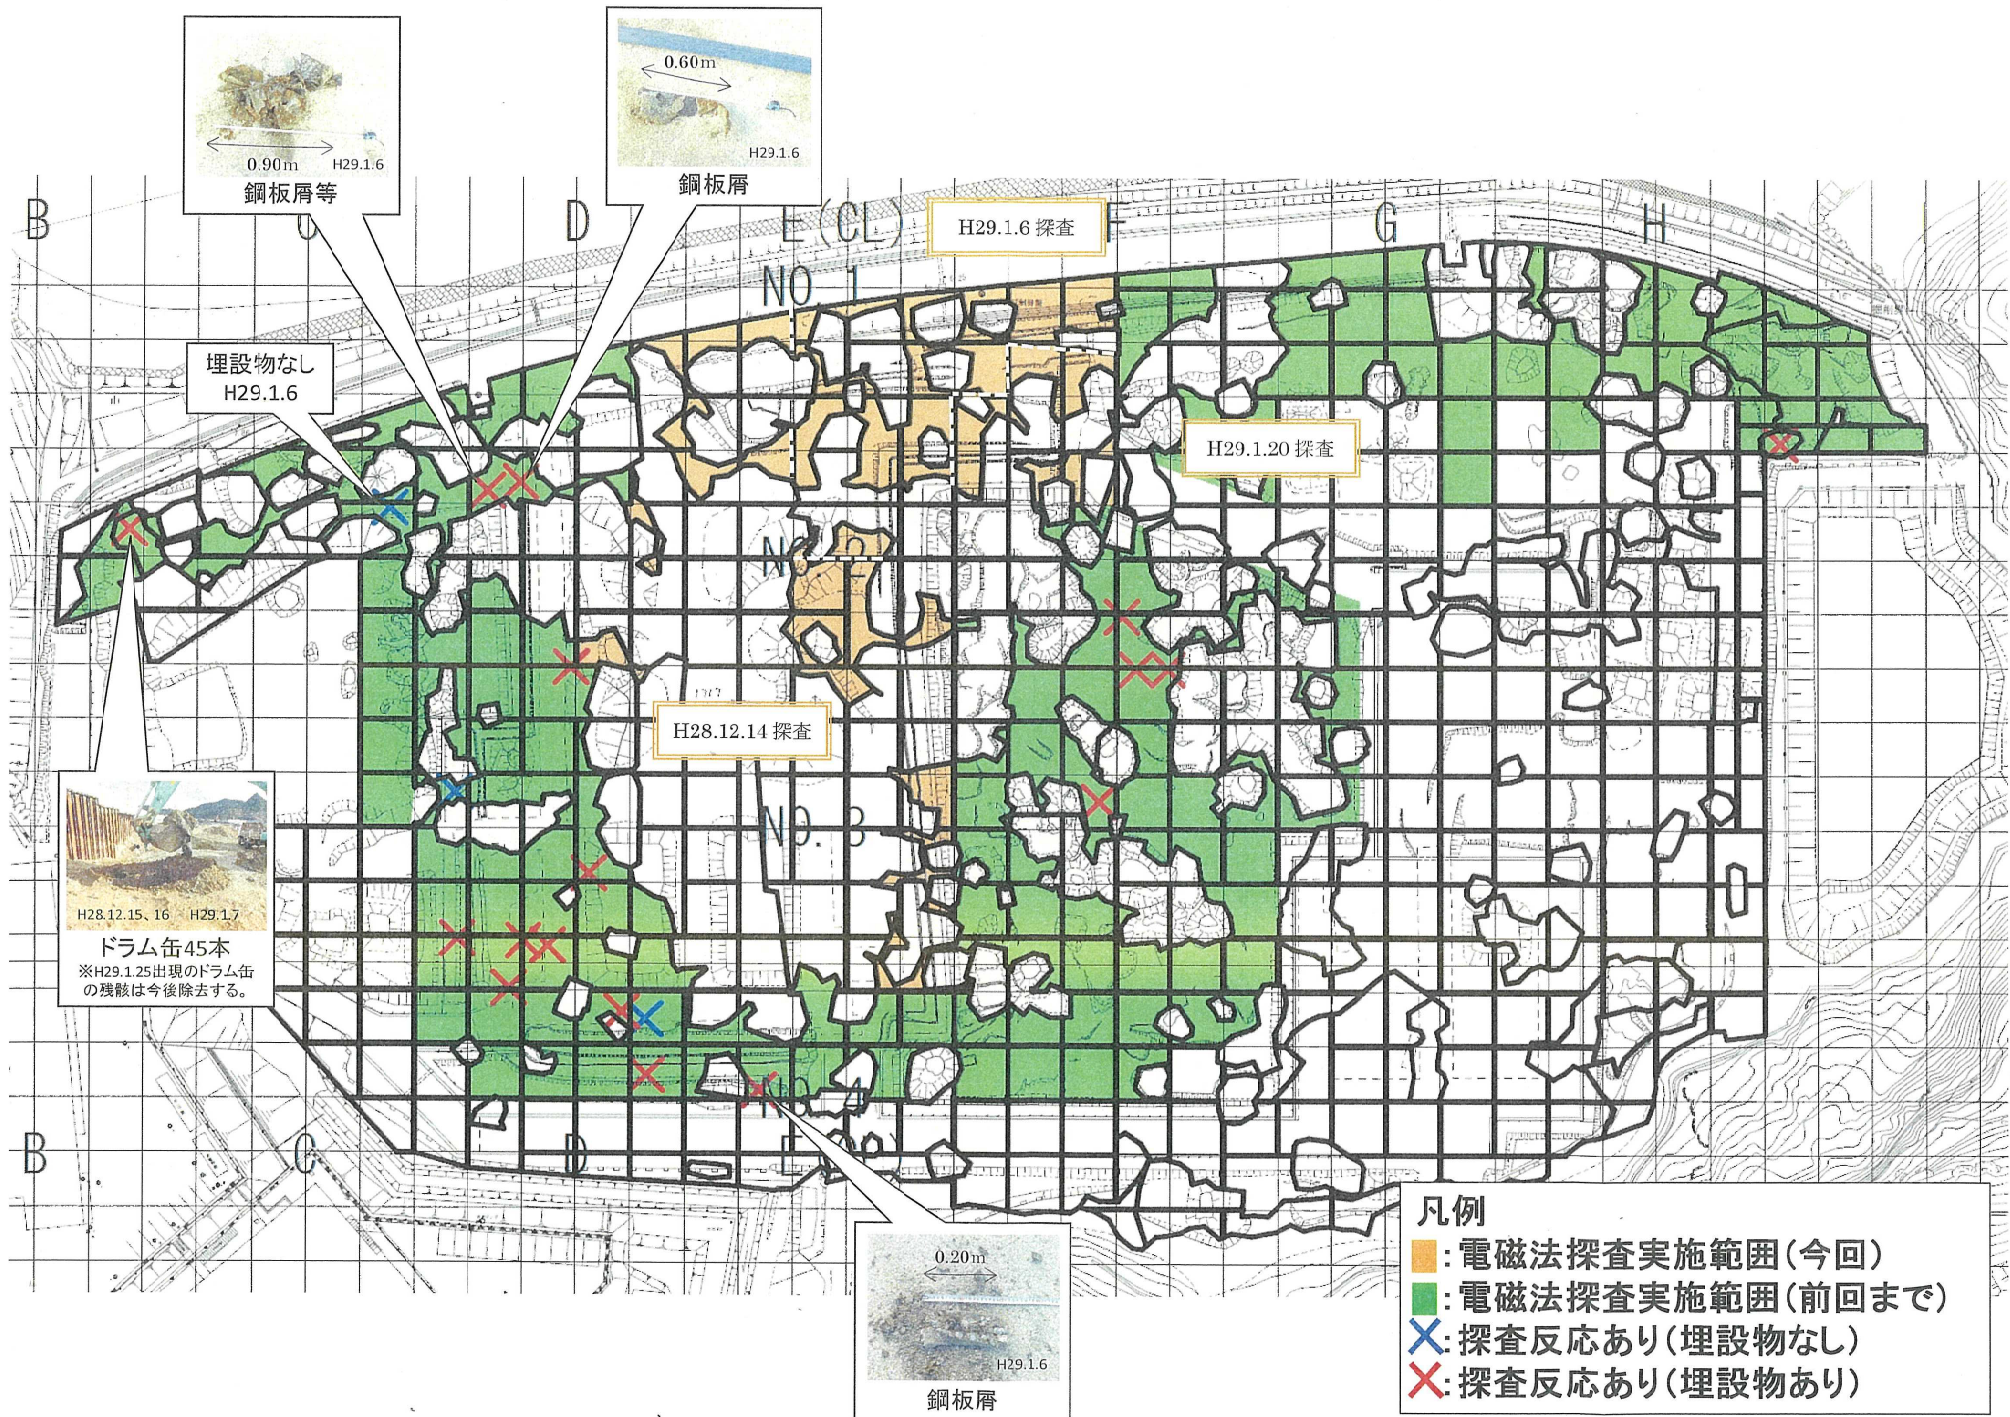 0.90m
H29.1.6
鋼板屑等
0.60m
H29.1.6
鋼板屑
B
D
E(CL)
F
G
H
H29.1.6 探査
NO. 1
埋設物なし
H29.1.6
H29.1.20 探査
H28.12.14 探査
NO. 3
H28.12.15、16 H29.1.7
ドラム缶45本
※H29.1.25出現のドラム缶
の残骸は今後除去する。
B
C
D
0.20m
H29.1.6
鋼板屑
凡例
:電磁法探査実施範囲(今回)
:電磁法探査実施範囲(前回まで)
:探査反応あり(埋設物なし)
:探査反応あり(埋設物あり)